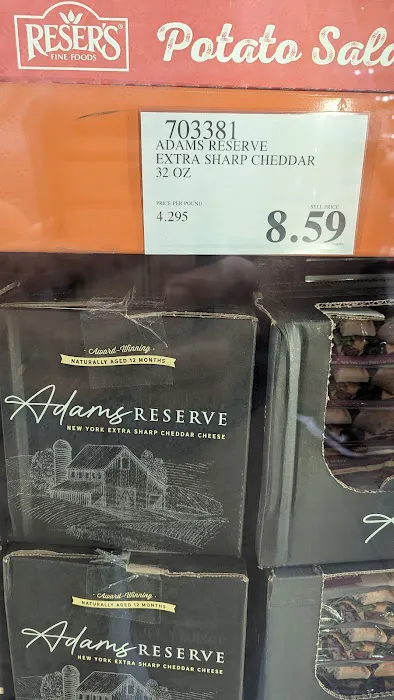 RESER'S
FINE FOODS
Potato Sala
703381
ADAMS RESERVE
EXTRA SHARP CHEDDAR
32 OZ
PRICE PER POUND
4.295
SELL PRICE
8.59
Award-Winning
NATURALLY AGED 12 MONTHS
Adams RESERVE
NEW YORK EXTRA SHARP CHEDDAR CHEESE
Award-Winning
NATURALLY AGED 12 MONTHS
Adams RESERVE
NEW YORK EXTRA SHARP CHEDDAR CHEESE